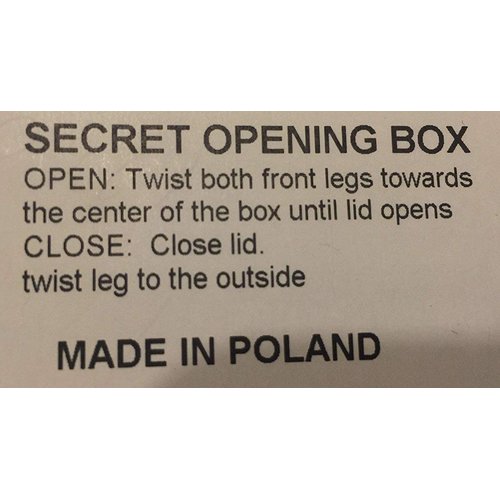 SECRET OPENING BOX
OPEN: Twist both front legs towards
the center of the box until lid opens
CLOSE: Close lid.
twist leg to the outside
MADE IN POLAND